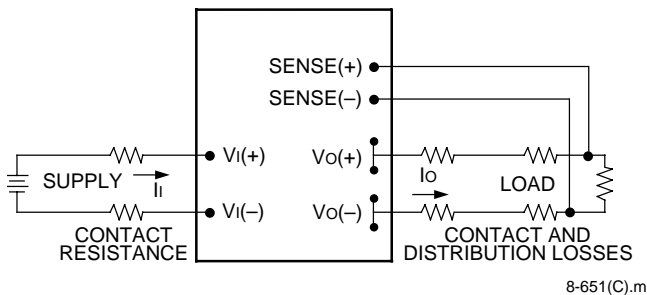 SENSE(+)
SENSE(–)
VI(+)
VO(+)
SUPPLY
II
IO
LOAD
VI(–)
VO(–)
CONTACT
RESISTANCE
CONTACT AND
DISTRIBUTION LOSSES
8-651(C).m